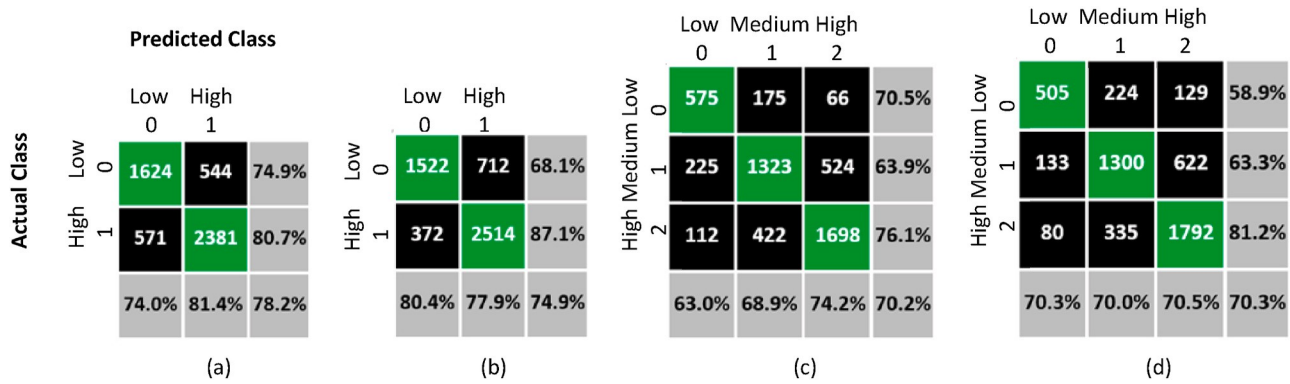 Predicted Class
Actual Class
Low High
0 1
Low 0 1624 544 74.9%
High 1 571 2381 80.7%
74.0% 81.4% 78.2%
(a)
Low High
0 1
Low 0 1522 712 68.1%
High 1 372 2514 87.1%
80.4% 77.9% 74.9%
(b)
Low Medium High
0 1 2
Low 0 575 175 66 70.5%
Medium 1 225 1323 524 63.9%
High 2 112 422 1698 76.1%
63.0% 68.9% 74.2% 70.2%
(c)
Low Medium High
0 1 2
Low 0 505 224 129 58.9%
Medium 1 133 1300 622 63.3%
High 2 80 335 1792 81.2%
70.3% 70.0% 70.5% 70.3%
(d)